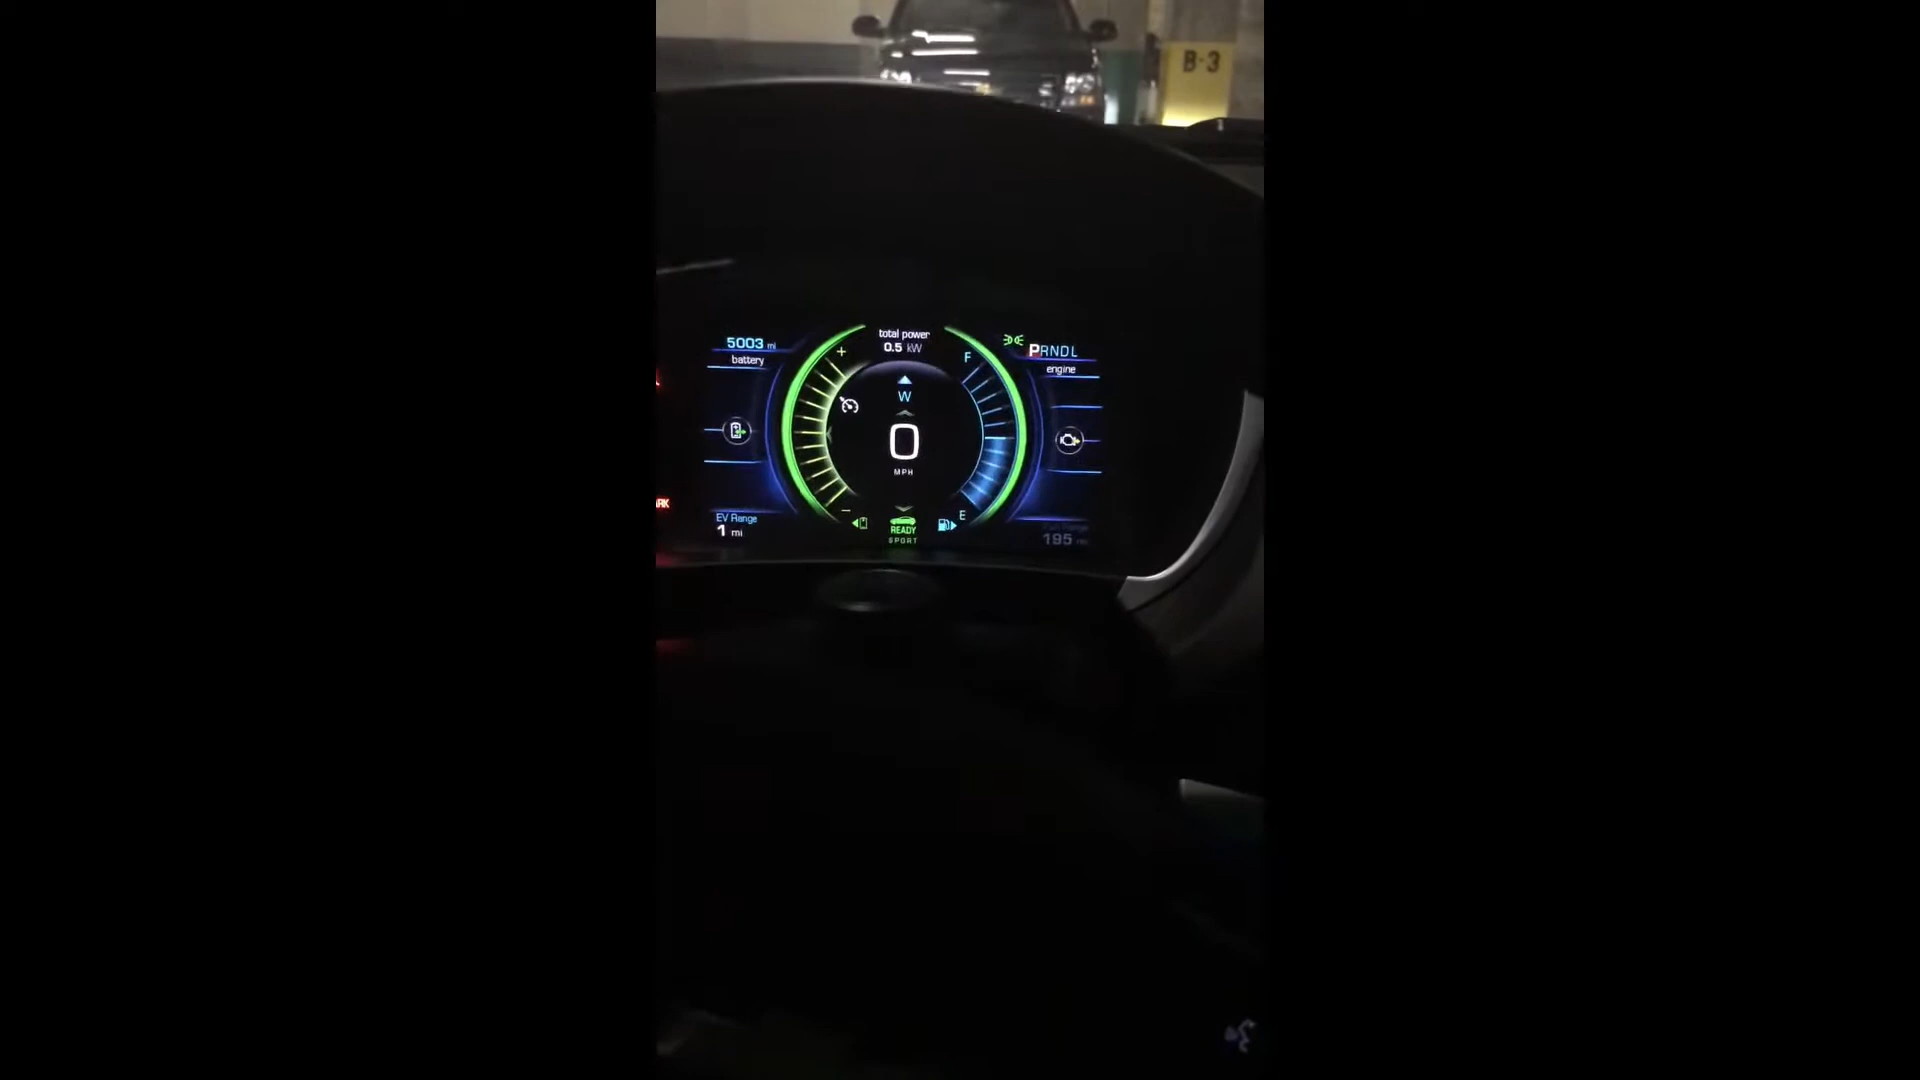 B-3
total power
0.5 kW
5003 mi
battery
F
PRNDL
engine
+
W
0
MPH
-
E
EV Range
1 mi
READY
SPORT
195